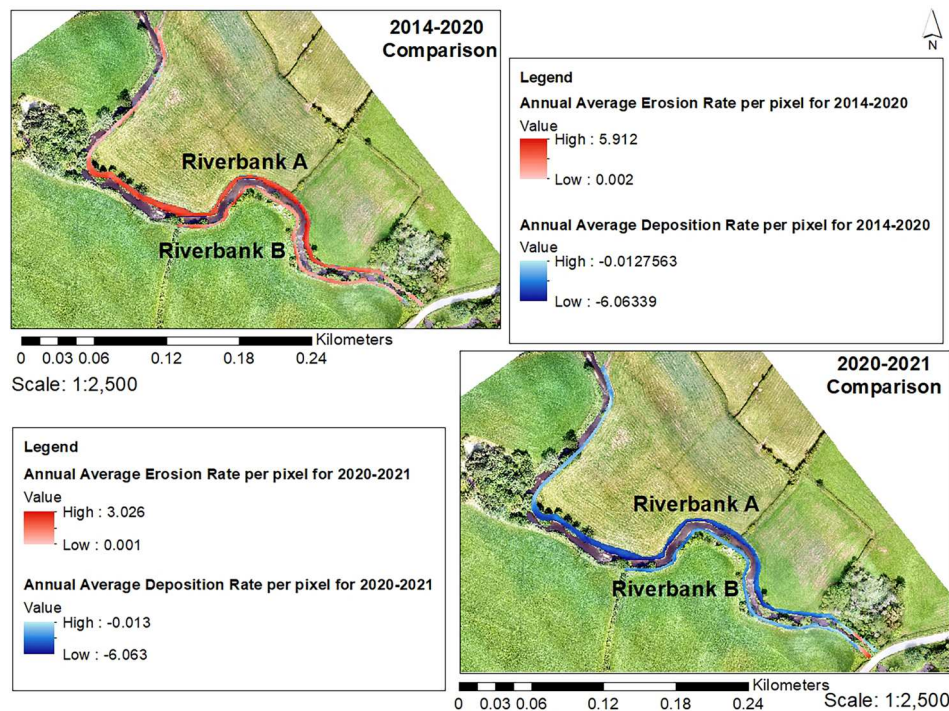 2014-2020
Comparison
Riverbank A
Riverbank B
Kilometers
0 0.03 0.06 0.12 0.18 0.24
Scale: 1:2,500
N
Legend
Annual Average Erosion Rate per pixel for 2014-2020
Value
High : 5.912
Low : 0.002
Annual Average Deposition Rate per pixel for 2014-2020
Value
High : -0.0127563
Low : -6.06339
Legend
Annual Average Erosion Rate per pixel for 2020-2021
Value
High : 3.026
Low : 0.001
Annual Average Deposition Rate per pixel for 2020-2021
Value
High : -0.013
Low : -6.063
2020-2021
Comparison
Riverbank A
Riverbank B
Kilometers
0 0.03 0.06 0.12 0.18 0.24
Scale: 1:2,500